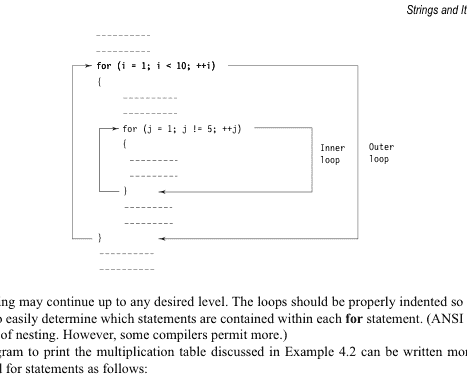 Strings and It
for (i = 1; i < 10; ++i)
{
for (j = 1; j != 5; ++j)
{
}
}
Inner
loop
Outer
loop
ing may continue up to any desired level. The loops should be properly indented so
o easily determine which statements are contained within each for statement. (ANSI
of nesting. However, some compilers permit more.)
gram to print the multiplication table discussed in Example 4.2 can be written mor
l for statements as follows: